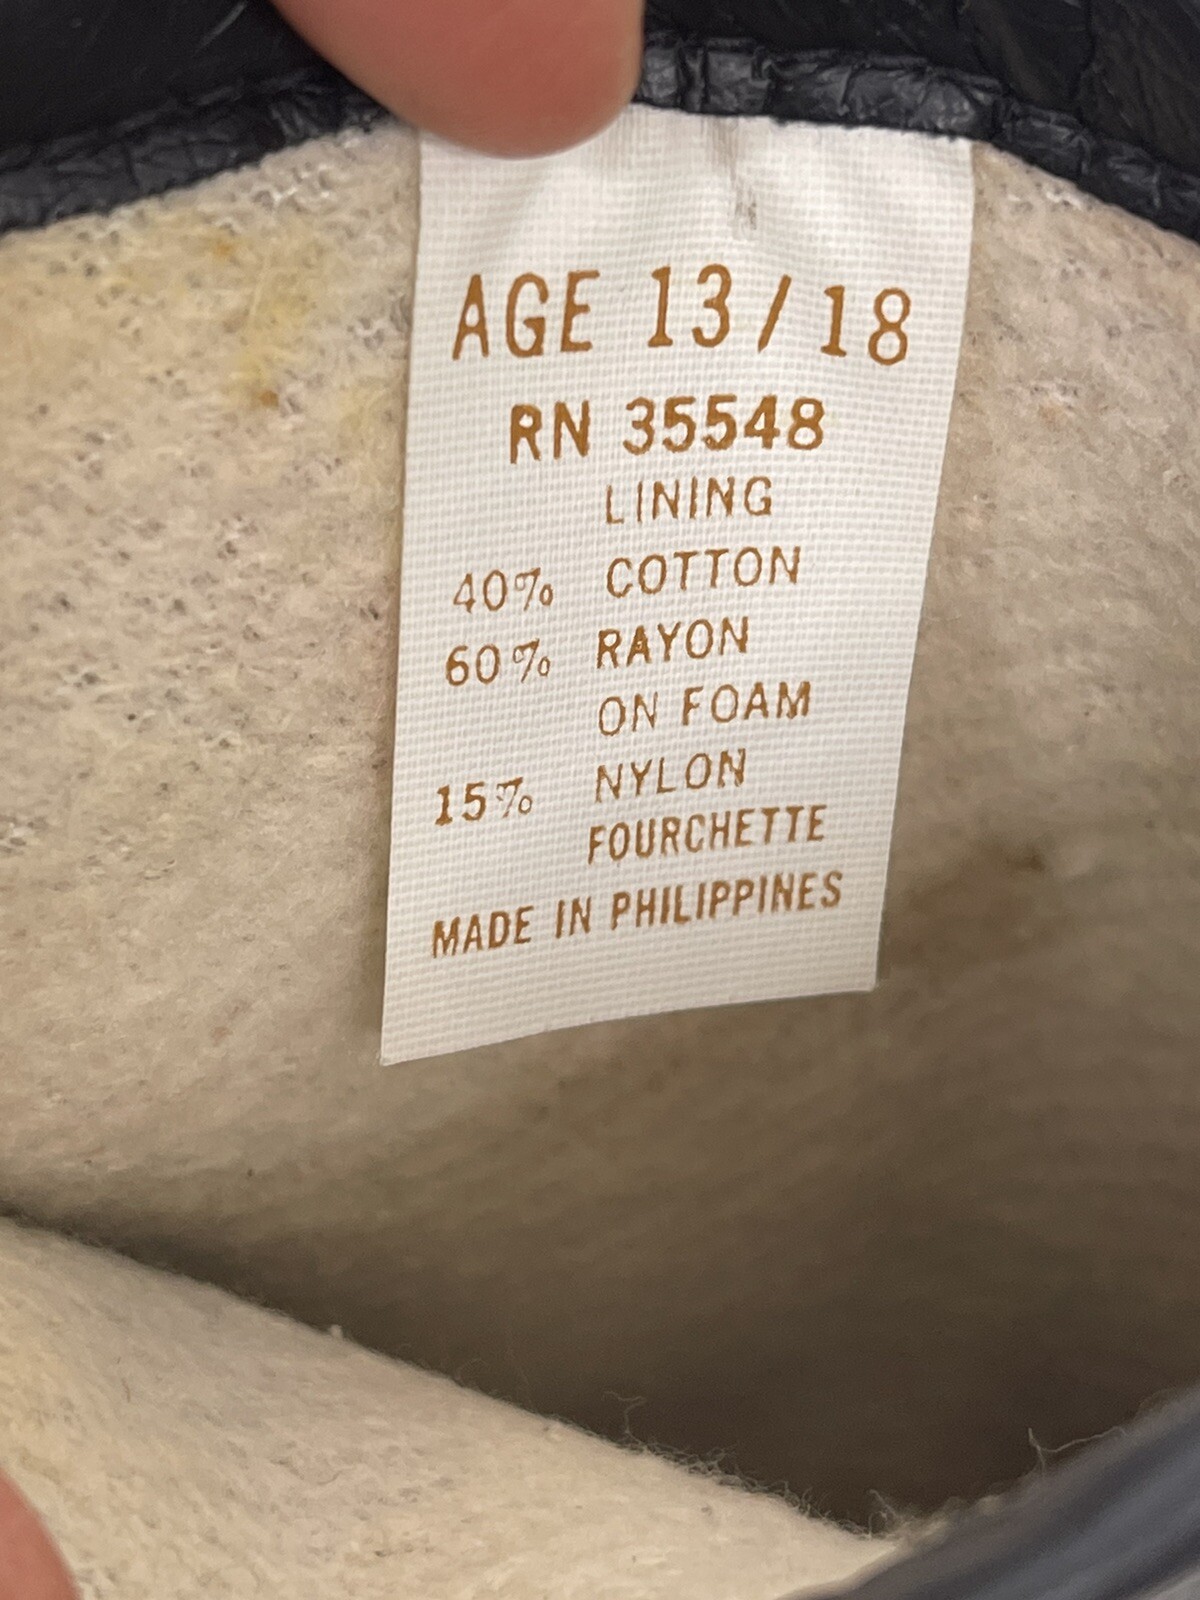 AGE 13/18
RN 35548
LINING
40% COTTON
60% RAYON
ON FOAM
15% NYLON
FOURCHETTE
MADE IN PHILIPPINES